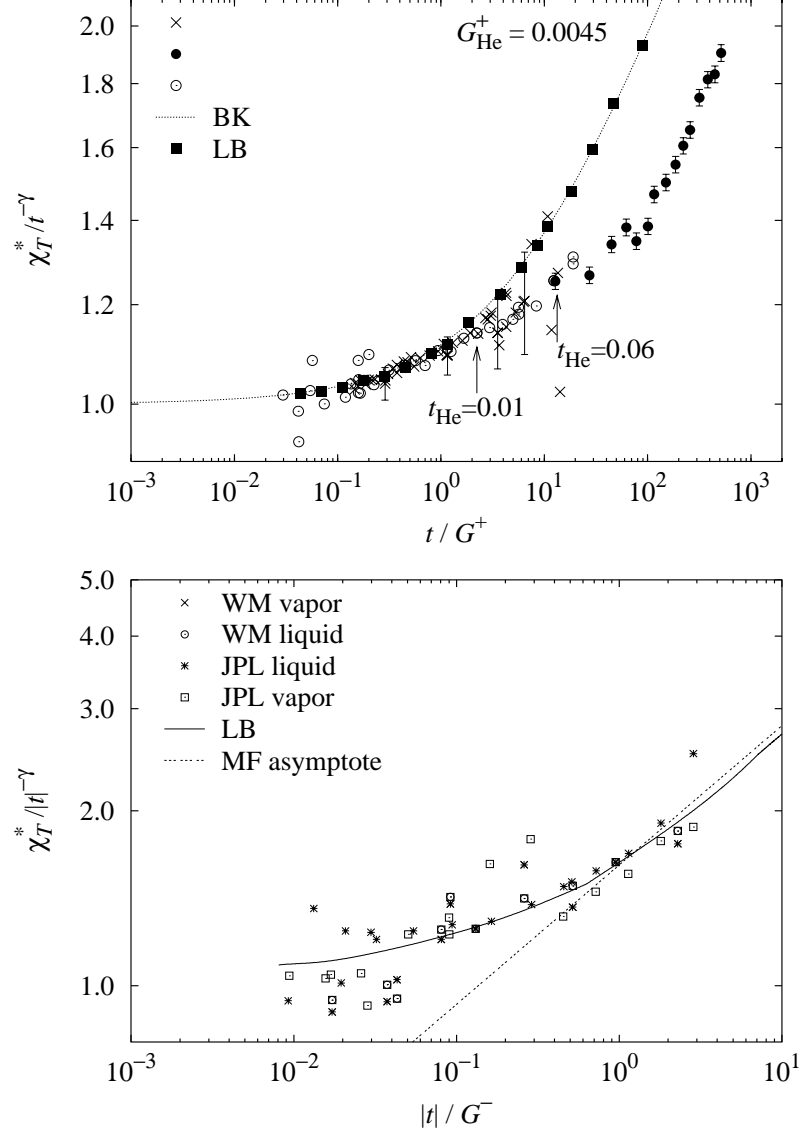 2.0
1.8
1.6
1.4
1.2
1.0
χ*T/t−γ
G+He = 0.0045
BK
LB
tHe=0.06
tHe=0.01
10−3 10−2 10−1 100 101 102 103
t / G+
5.0
4.0
3.0
2.0
1.0
χ*T/|t|−γ
WM vapor
WM liquid
JPL liquid
JPL vapor
LB
MF asymptote
10−3 10−2 10−1 100 101
|t| / G−